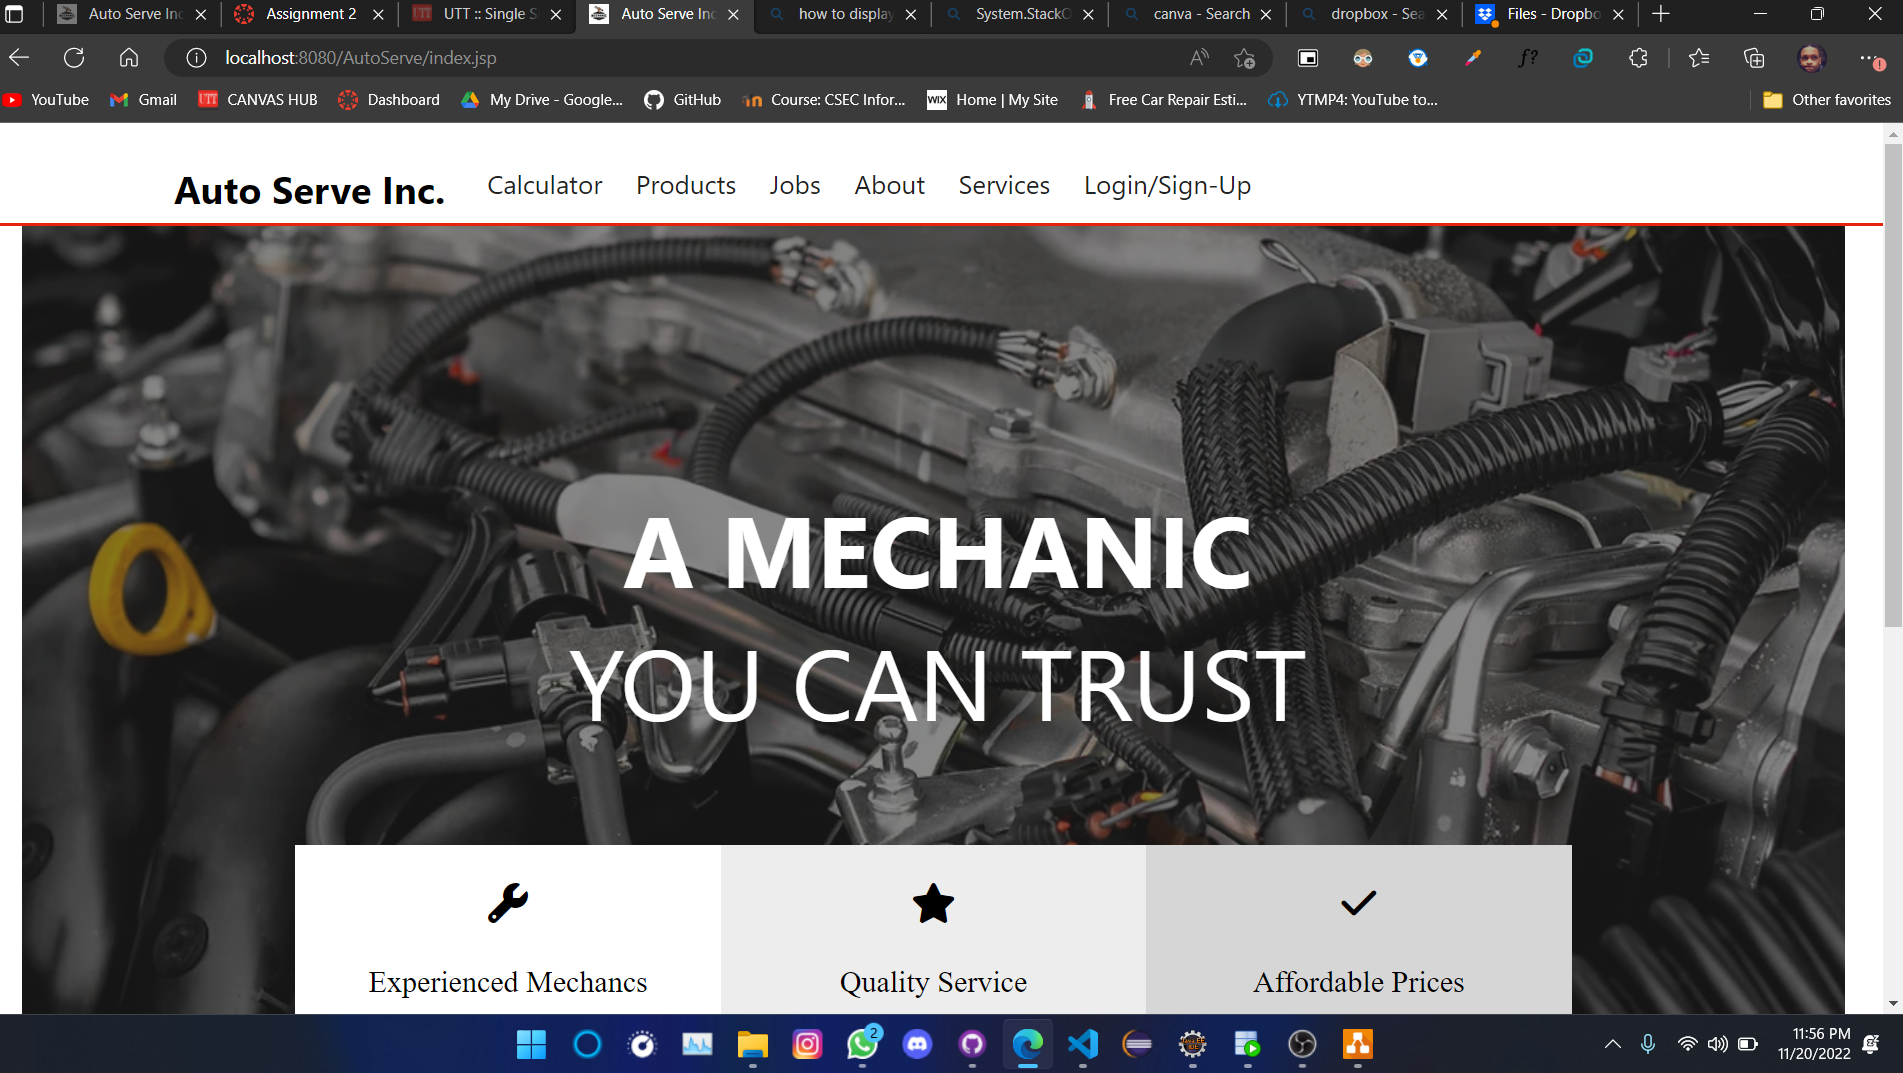 Auto Serve Inc
Assignment 2
UTT :: Single S
Auto Serve Inc
how to display
System.StackO
canva - Search
dropbox - Sea
Files - Dropbo
localhost:8080/AutoServe/index.jsp
YouTube
Gmail
UTT
CANVAS HUB
Dashboard
My Drive - Google...
GitHub
Course: CSEC Infor...
WIX
Home | My Site
Free Car Repair Esti...
YTMP4: YouTube to...
Other favorites
Auto Serve Inc.
Calculator
Products
Jobs
About
Services
Login/Sign-Up
A MECHANIC
YOU CAN TRUST
Experienced Mechancs
Quality Service
Affordable Prices
2
11:56 PM
11/20/2022